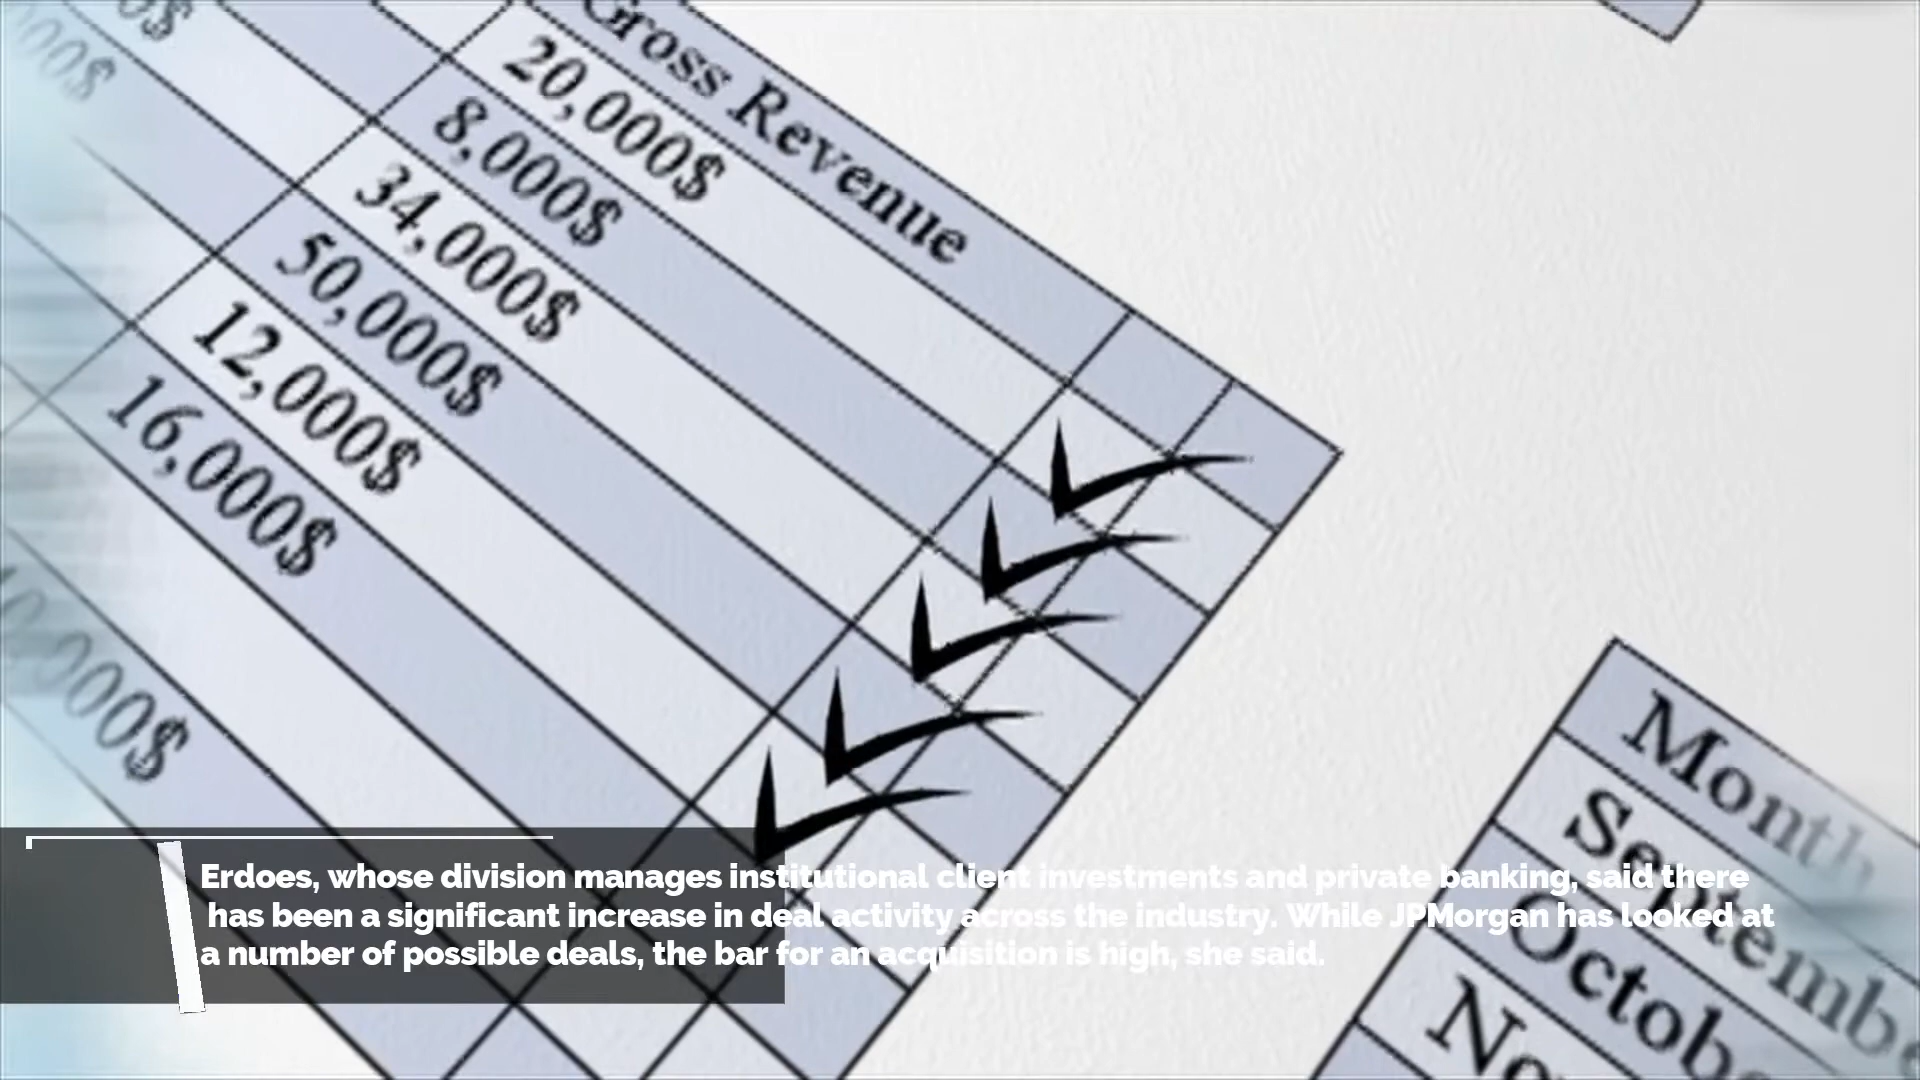 Gross Revenue
20,000$
8,000$
34,000$
50,000$
12,000$
16,000$
Month
Octob
Erdoes, whose division manages institutional client investments and private banking, said there
has been a significant increase in deal activity across the industry. While JPMorgan has looked at
a number of possible deals, the bar for an acquisition is high, she said.